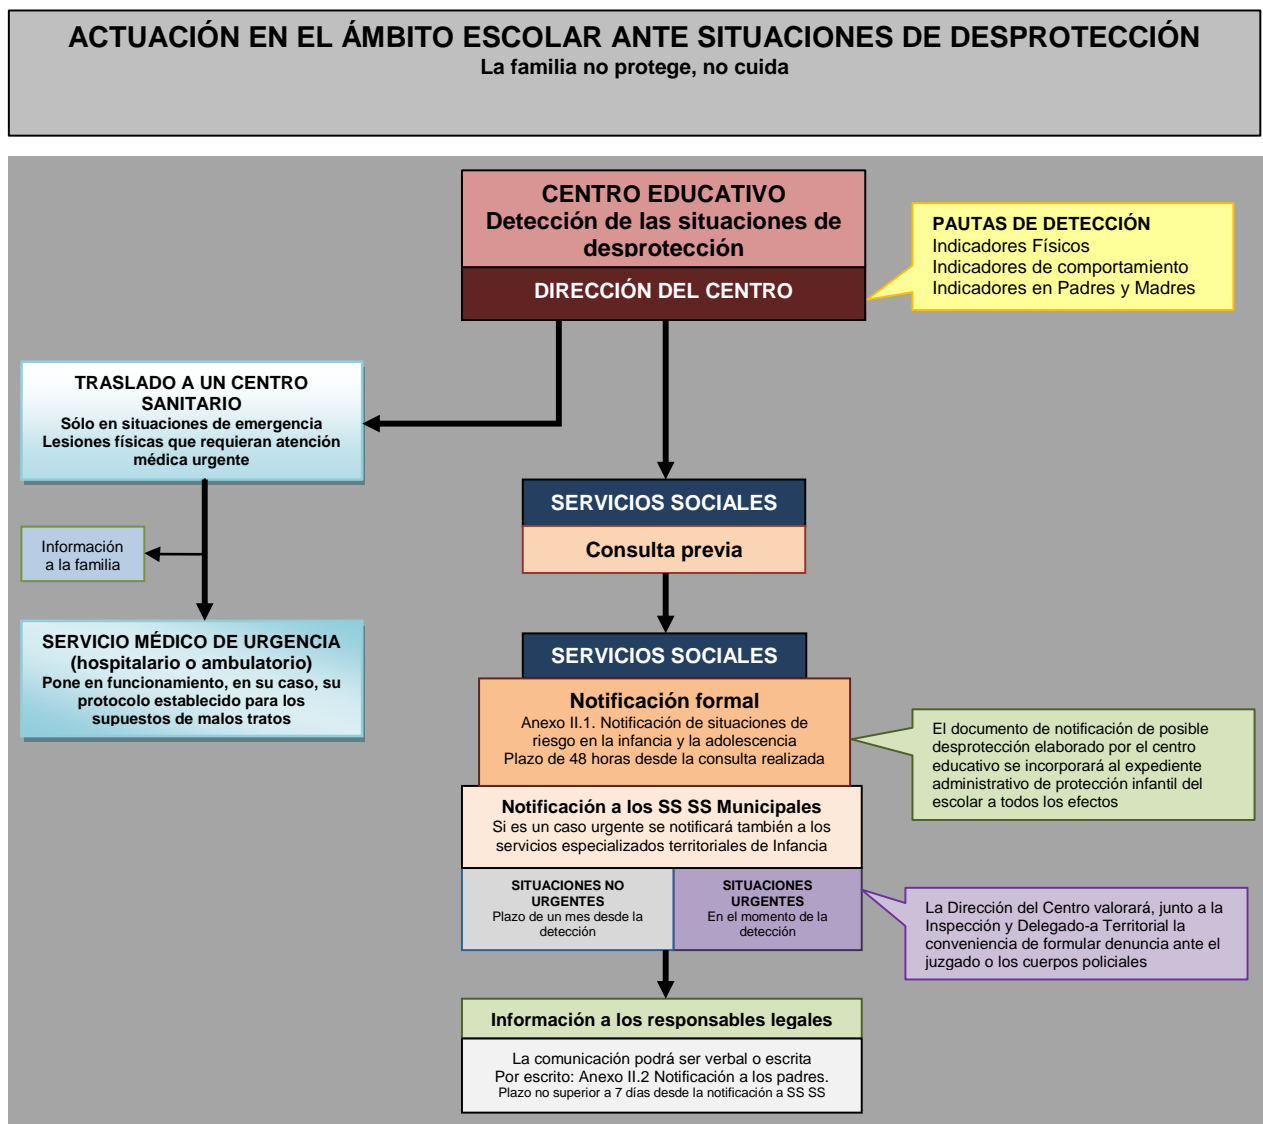 ACTUACIÓN EN EL ÁMBITO ESCOLAR ANTE SITUACIONES DE DESPROTECCIÓN
La familia no protege, no cuida
CENTRO EDUCATIVO
Detección de las situaciones de
desprotección
DIRECCIÓN DEL CENTRO
PAUTAS DE DETECCIÓN
Indicadores Físicos
Indicadores de comportamiento
Indicadores en Padres y Madres
TRASLADO A UN CENTRO
SANITARIO
Sólo en situaciones de emergencia
Lesiones físicas que requieran atención
médica urgente
Información
a la familia
SERVICIO MÉDICO DE URGENCIA
(hospitalario o ambulatorio)
Pone en funcionamiento, en su caso, su
protocolo establecido para los
supuestos de malos tratos
SERVICIOS SOCIALES
Consulta previa
SERVICIOS SOCIALES
Notificación formal
Anexo II.1. Notificación de situaciones de
riesgo en la infancia y la adolescencia
Plazo de 48 horas desde la consulta realizada
El documento de notificación de posible
desprotección elaborado por el centro
educativo se incorporará al expediente
administrativo de protección infantil del
escolar a todos los efectos
Notificación a los SS SS Municipales
Si es un caso urgente se notificará también a los
servicios especializados territoriales de Infancia
SITUACIONES NO
URGENTES
Plazo de un mes desde la
detección
SITUACIONES
URGENTES
En el momento de la
detección
La Dirección del Centro valorará, junto a la
Inspección y Delegado-a Territorial la
conveniencia de formular denuncia ante el
juzgado o los cuerpos policiales
Información a los responsables legales
La comunicación podrá ser verbal o escrita
Por escrito: Anexo II.2 Notificación a los padres.
Plazo no superior a 7 días desde la notificación a SS SS